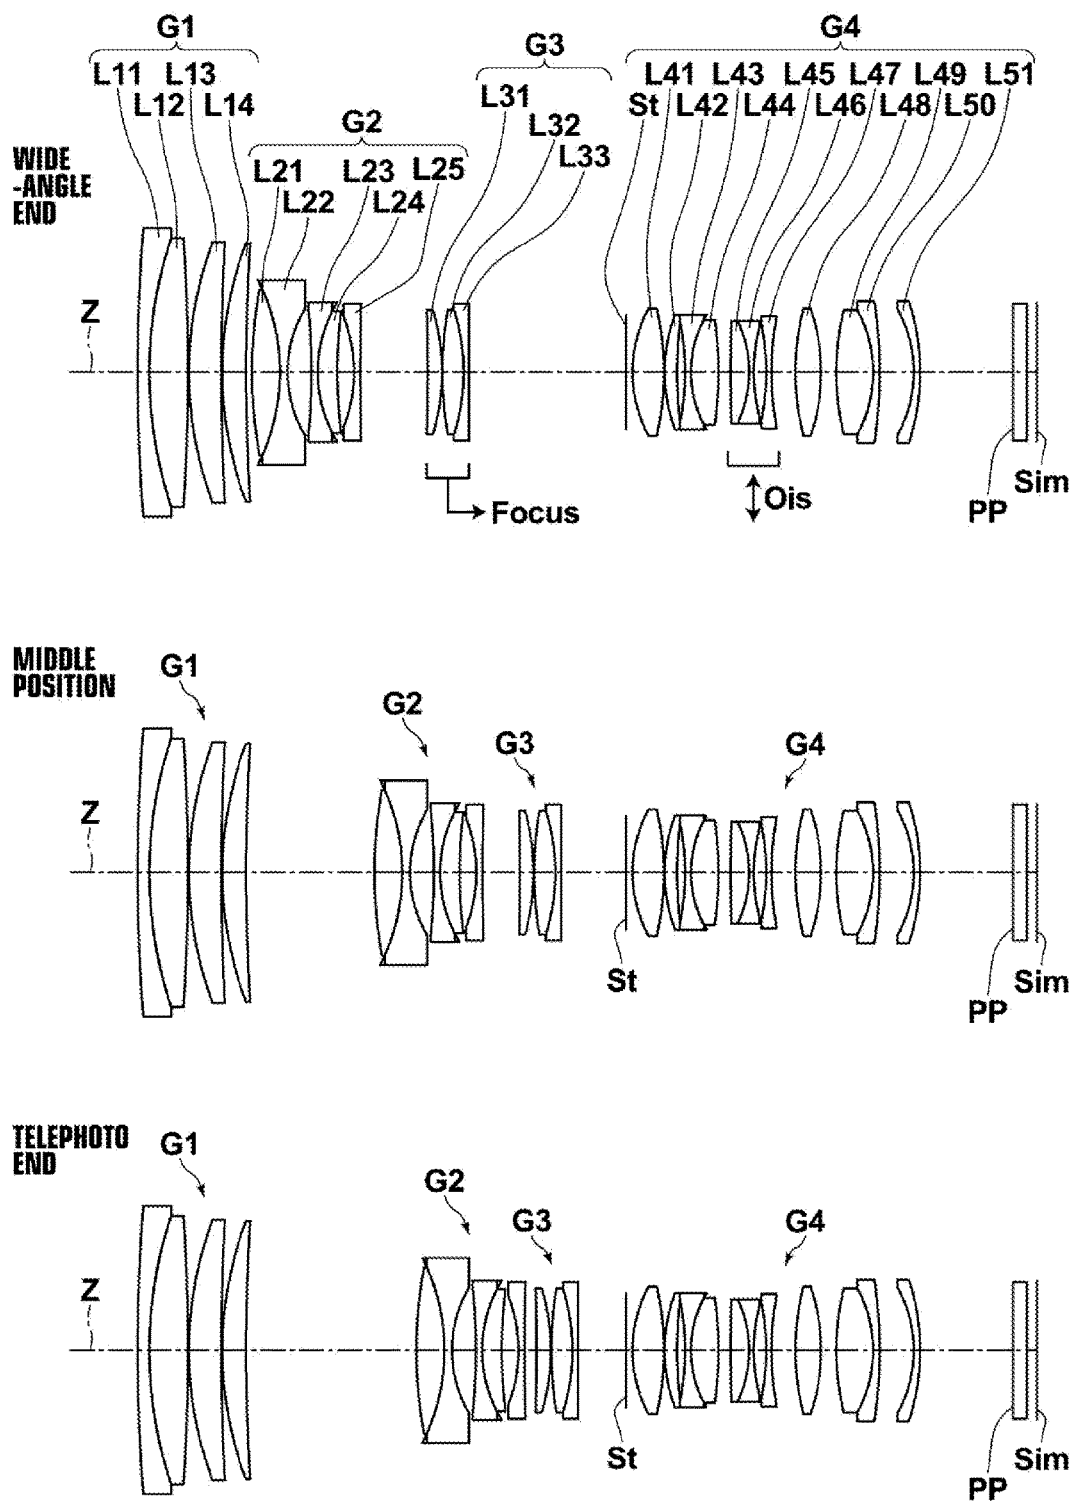 G1 G3 G4
L11 L13 L31 L41 L43 L45 L47 L49 L51
L12 L14 G2 L32 St L42 L44 L46 L48 L50
WIDE
-ANGLE
END
L21 L23 L25 L33
L22 L24
Z
Focus Ois PP Sim
MIDDLE
POSITION
G1
G2
G3 G4
Z
St PP Sim
TELEPHOTO
END
G1
G2
G3 G4
Z
St PP Sim